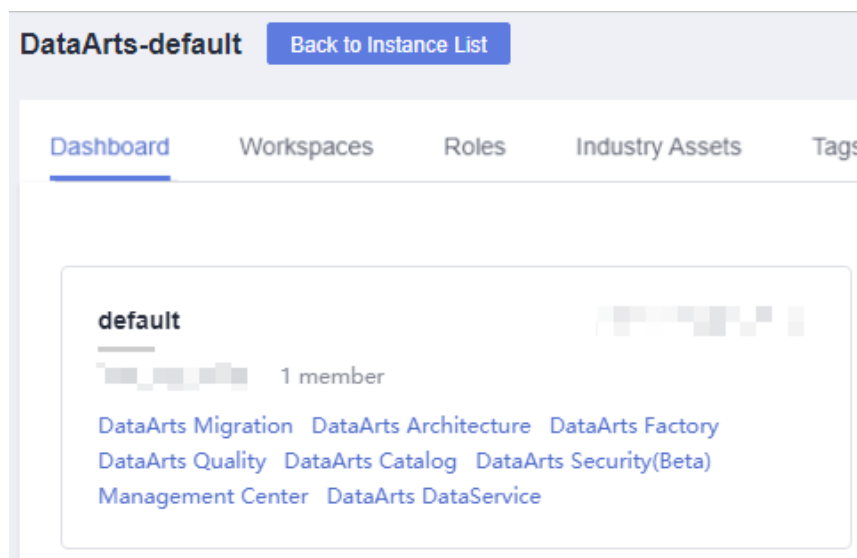 DataArts-default Back to Instance List
Dashboard Workspaces Roles Industry Assets Tags
default
1 member
DataArts Migration DataArts Architecture DataArts Factory
DataArts Quality DataArts Catalog DataArts Security(Beta)
Management Center DataArts DataService